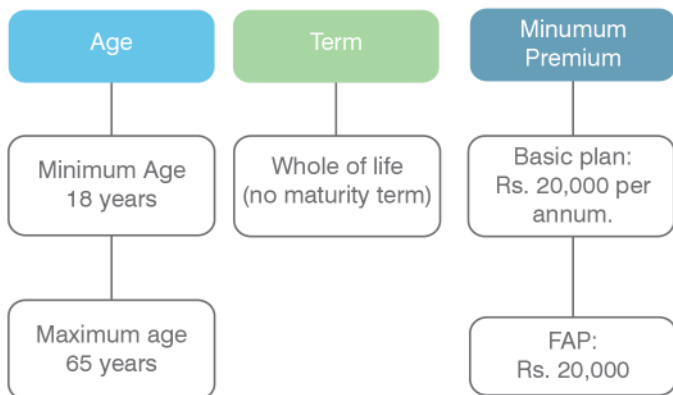 Age
Minimum Age
18 years
Maximum age
65 years
Term
Whole of life
(no maturity term)
Minumum
Premium
Basic plan:
Rs. 20,000 per
annum.
FAP:
Rs. 20,000